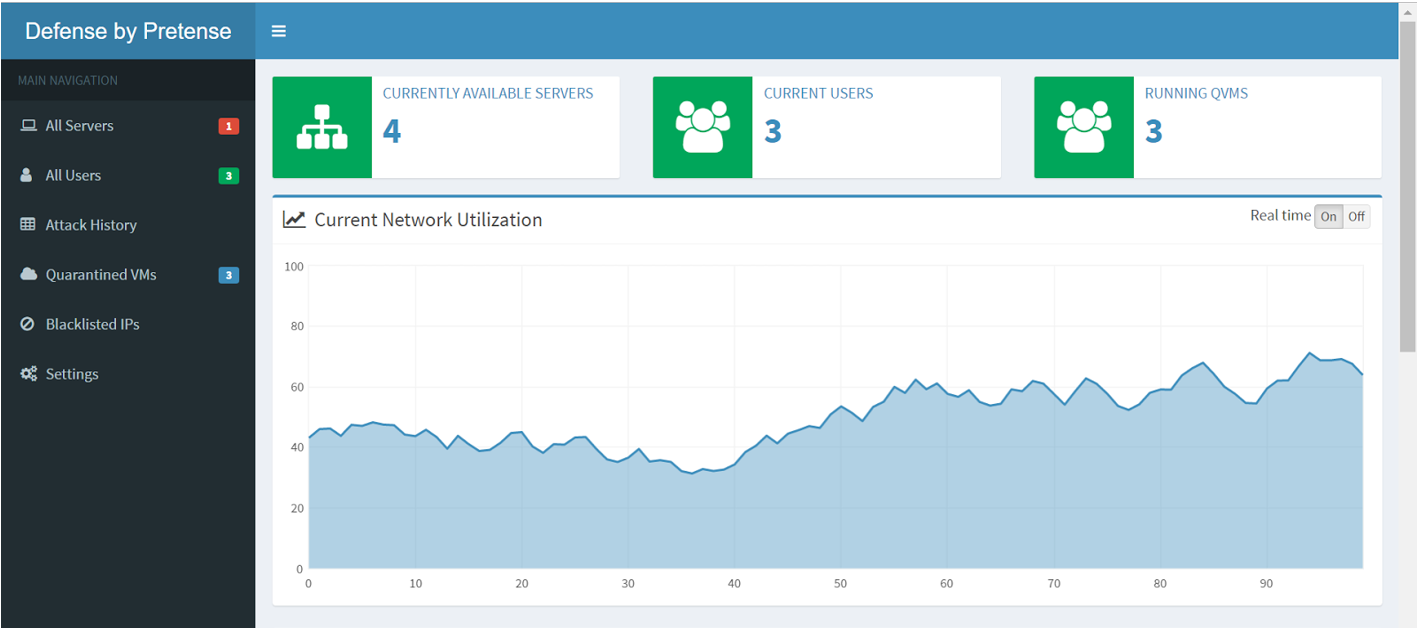 Defense by Pretense
MAIN NAVIGATION
All Servers 1
All Users 3
Attack History
Quarantined VMs 3
Blacklisted IPs
Settings
CURRENTLY AVAILABLE SERVERS
4
CURRENT USERS
3
RUNNING QVMS
3
Current Network Utilization
Real time On Off
100
80
60
40
20
0
0 10 20 30 40 50 60 70 80 90